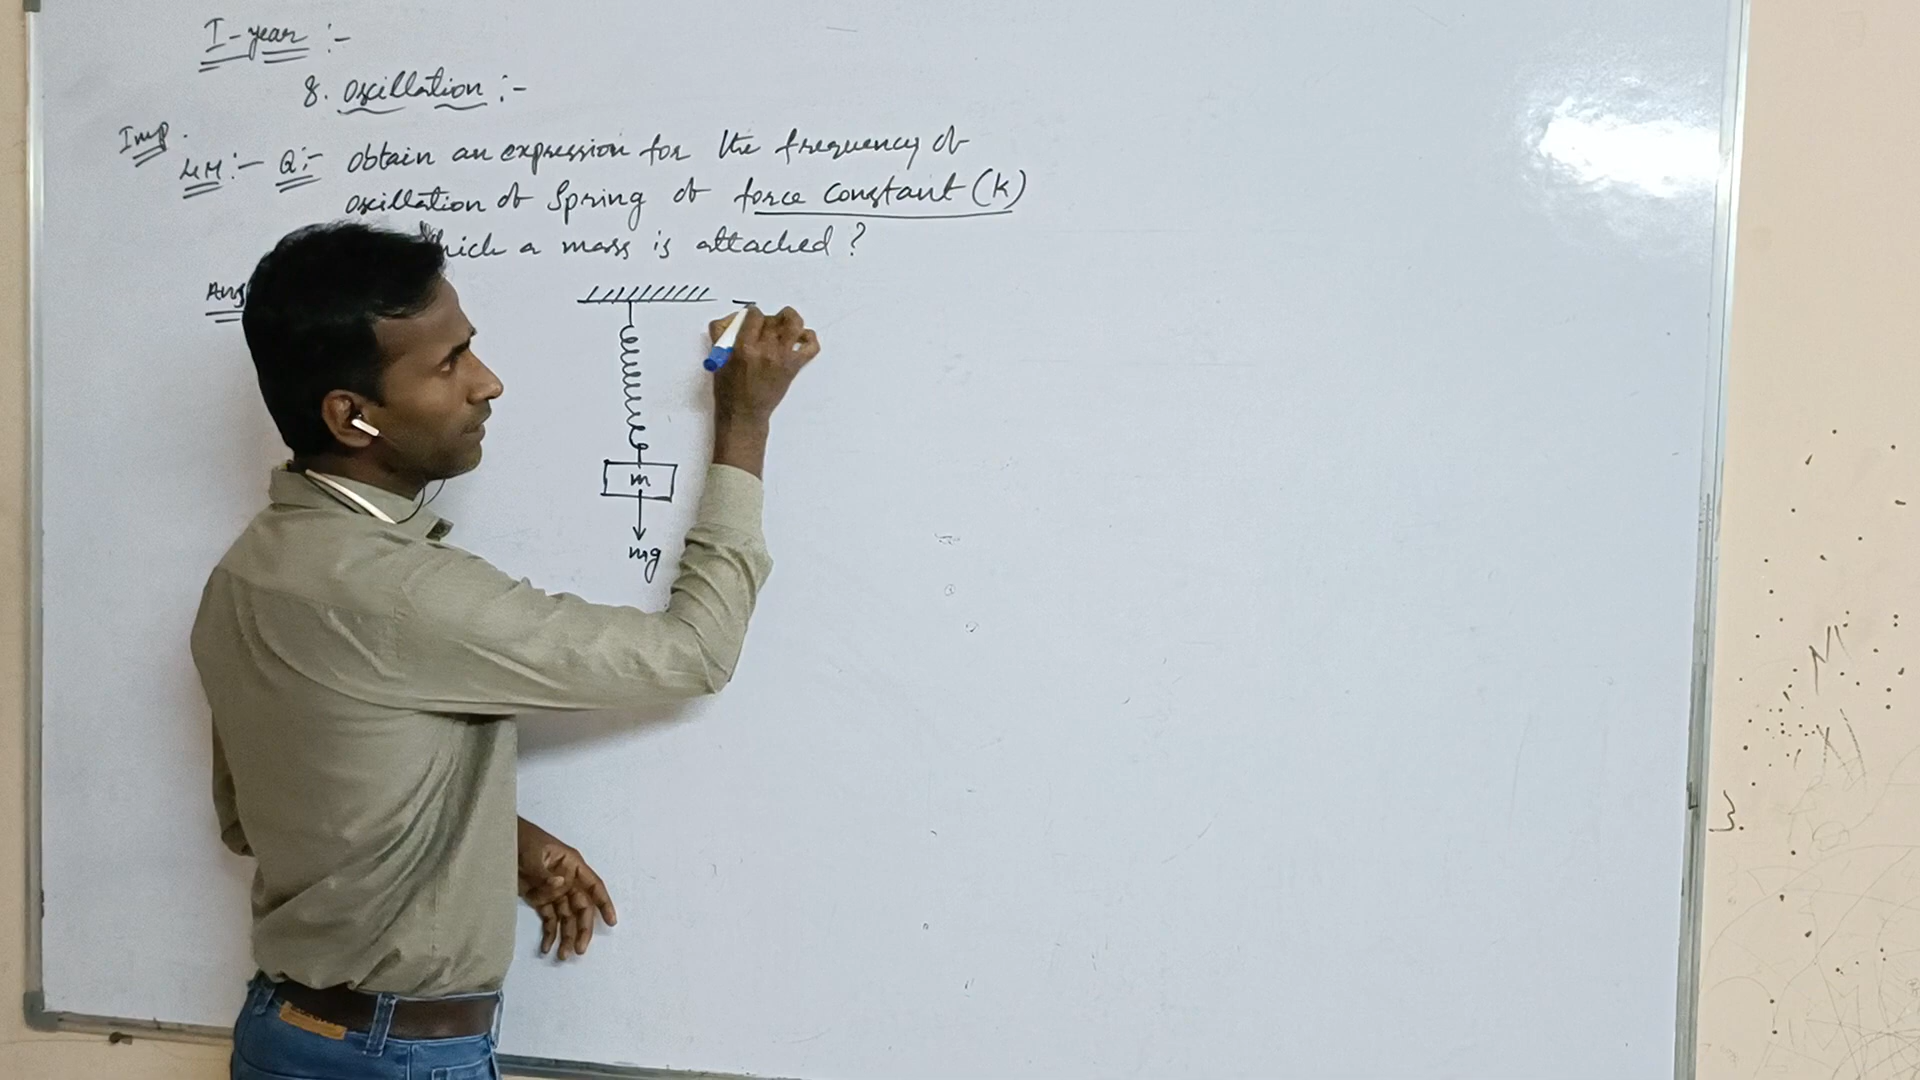 I-year :-
8. Oscillation :-
Imp.
4M :- Q:- obtain an expression for the frequency of
oscillation of Spring of force constant (K)
which a mass is attached ?
Ans
m
mg